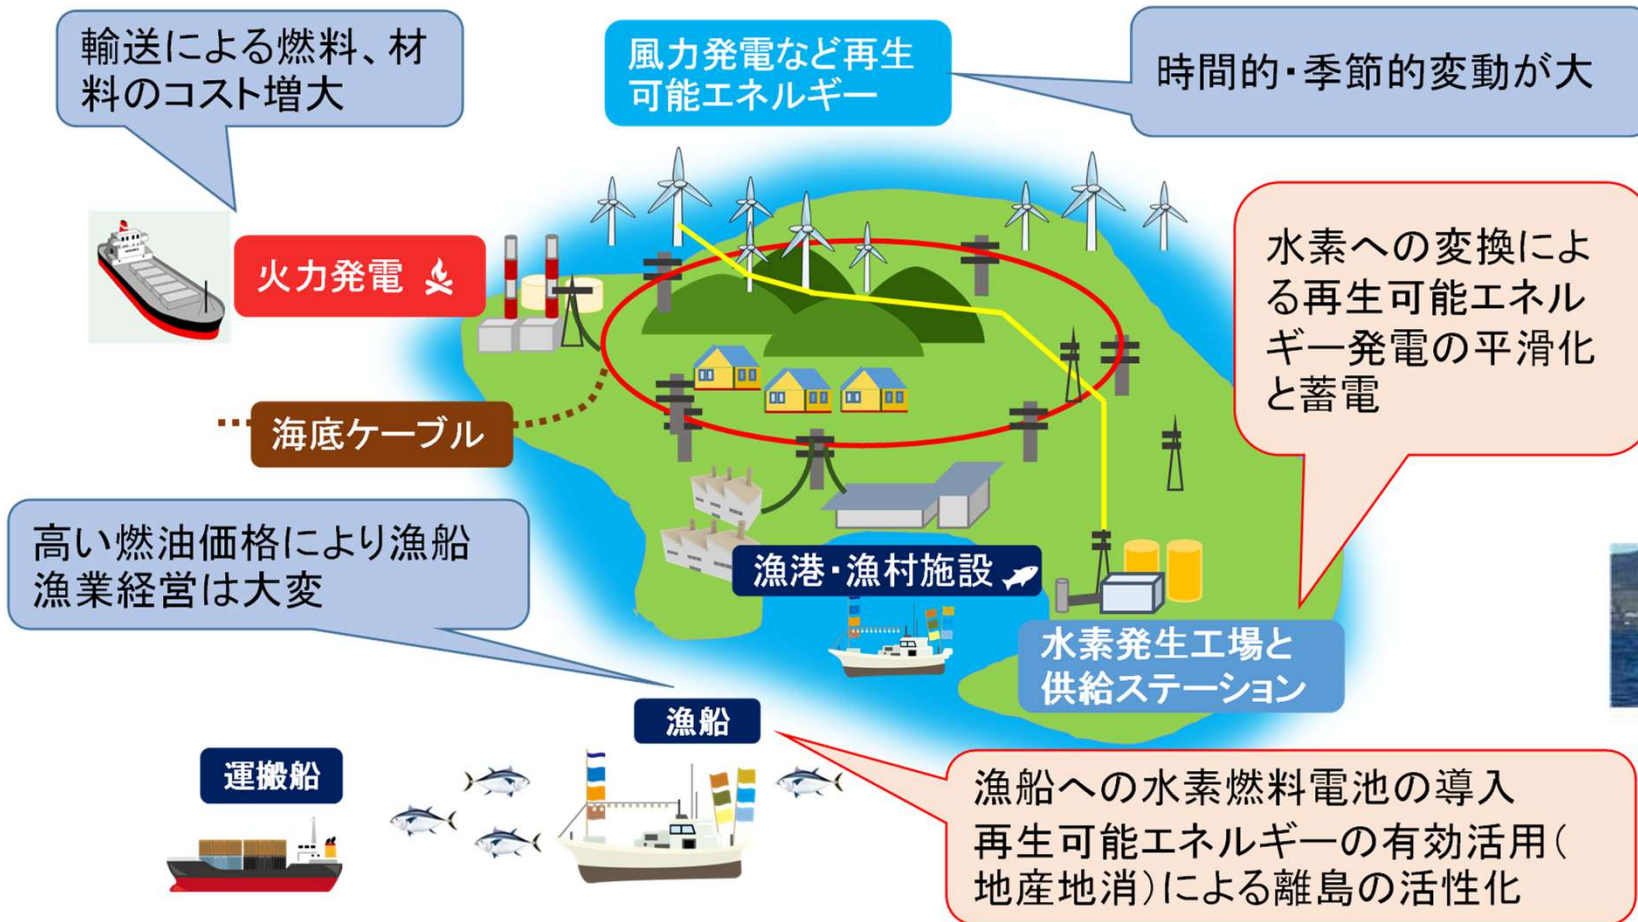 輸送による燃料、材
料のコスト増大
風力発電など再生
可能エネルギー
時間的・季節的変動が大
火力発電
水素への変換によ
る再生可能エネル
ギー発電の平滑化
と蓄電
海底ケーブル
高い燃油価格により漁船
漁業経営は大変
漁港・漁村施設
水素発生工場と
供給ステーション
漁船
運搬船
漁船への水素燃料電池の導入
再生可能エネルギーの有効活用(
地産地消)による離島の活性化